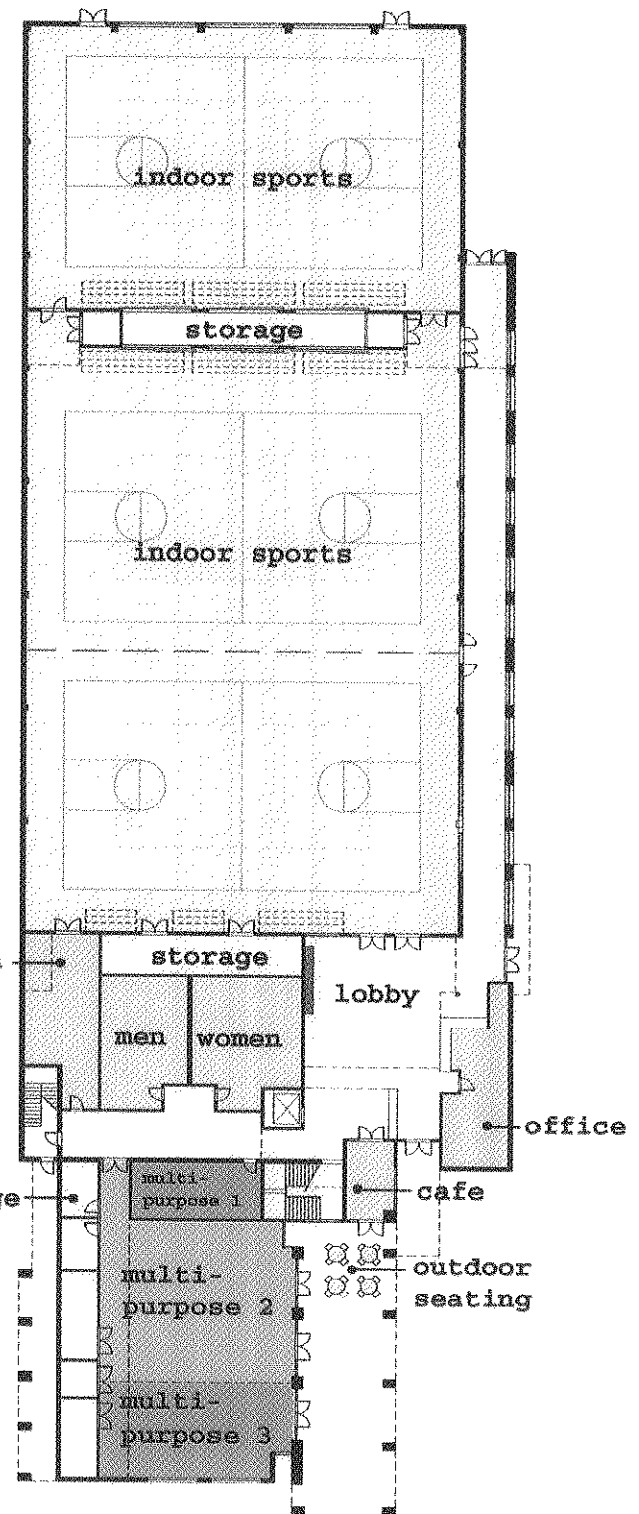 indoor sports
storage
indoor sports
storage
lobby
men
women
office
multi-
purpose 1
cafe
multi-
purpose 2
outdoor
seating
multi-
purpose 3